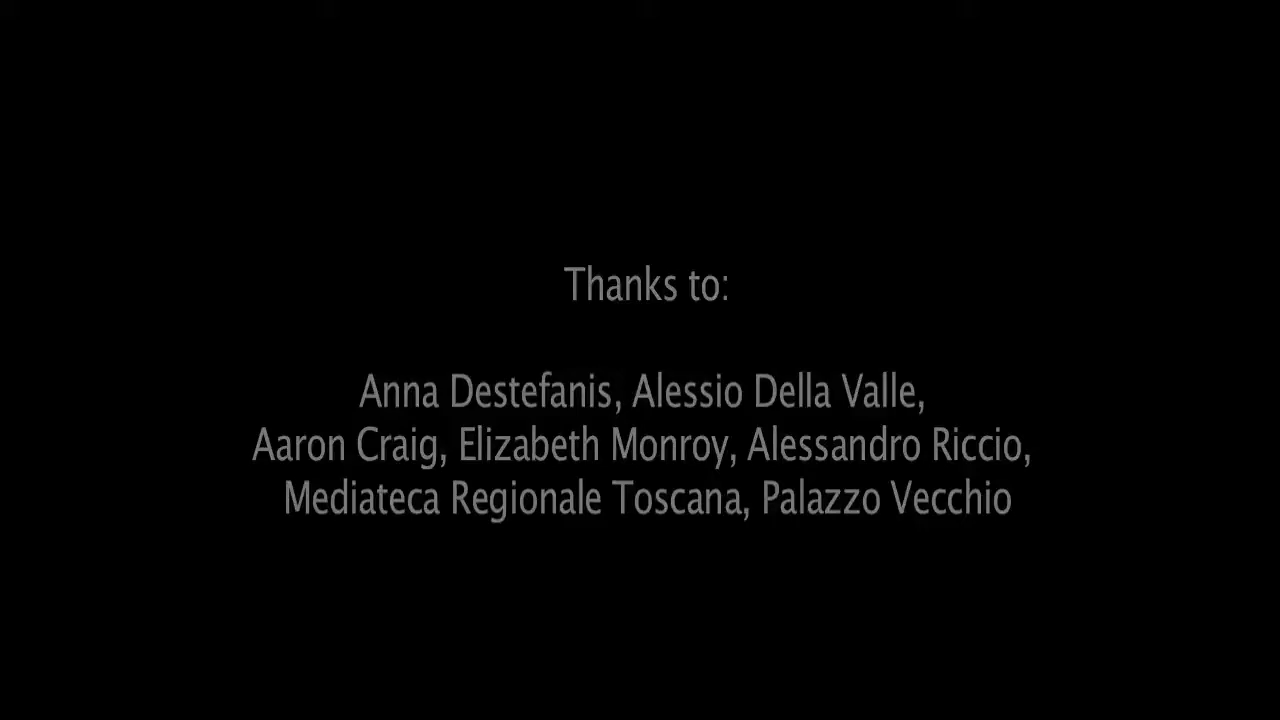 Thanks to:
Anna Destefanis, Alessio Della Valle,
Aaron Craig, Elizabeth Monroy, Alessandro Riccio,
Mediateca Regionale Toscana, Palazzo Vecchio